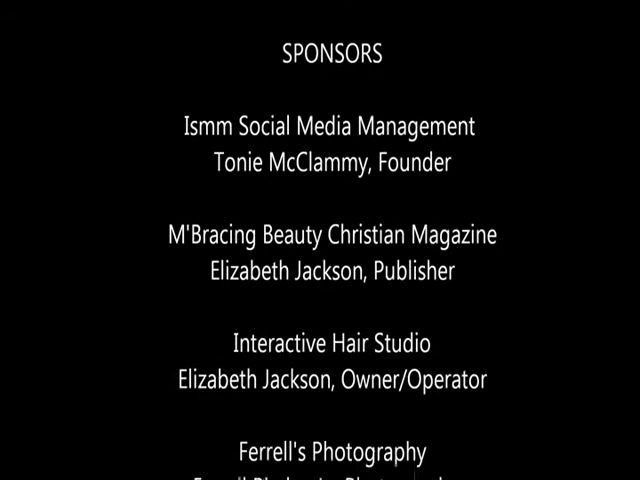 SPONSORS
Ismm Social Media Management
Tonie McClammy, Founder
M'Bracing Beauty Christian Magazine
Elizabeth Jackson, Publisher
Interactive Hair Studio
Elizabeth Jackson, Owner/Operator
Ferrell's Photography